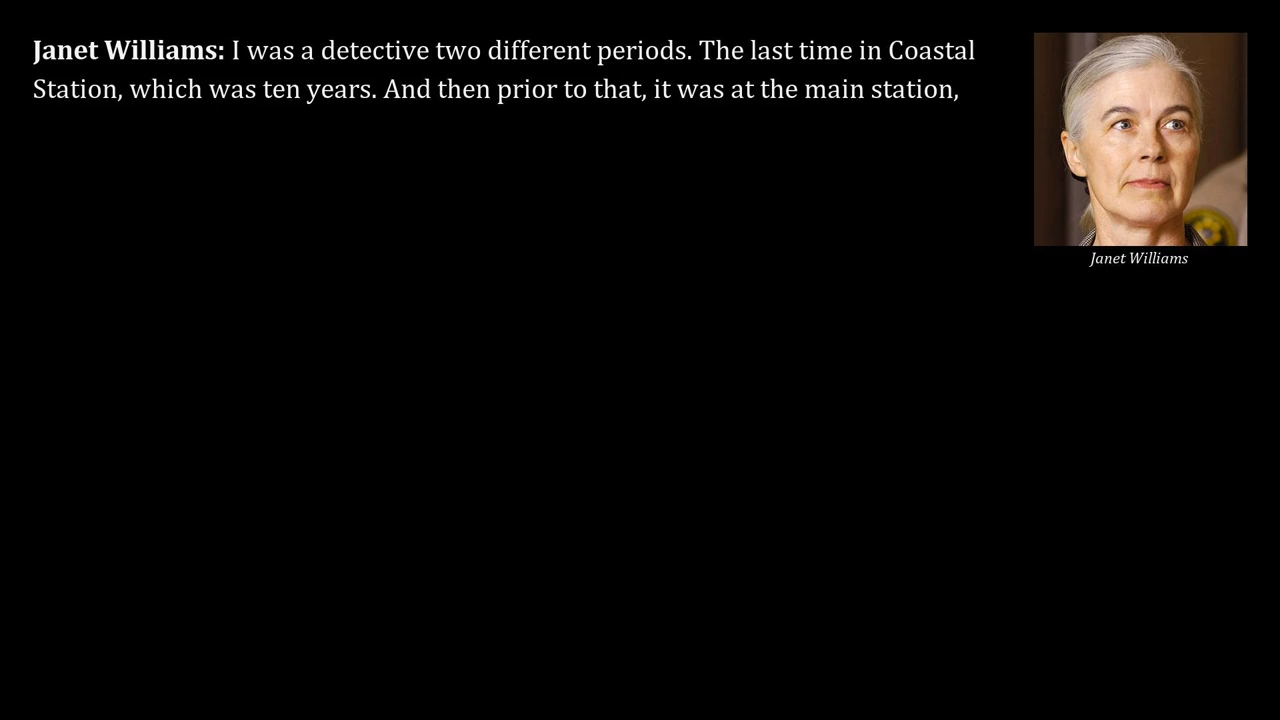 Janet Williams: I was a detective two different periods. The last time in Coastal
Station, which was ten years. And then prior to that, it was at the main station,
Janet Williams